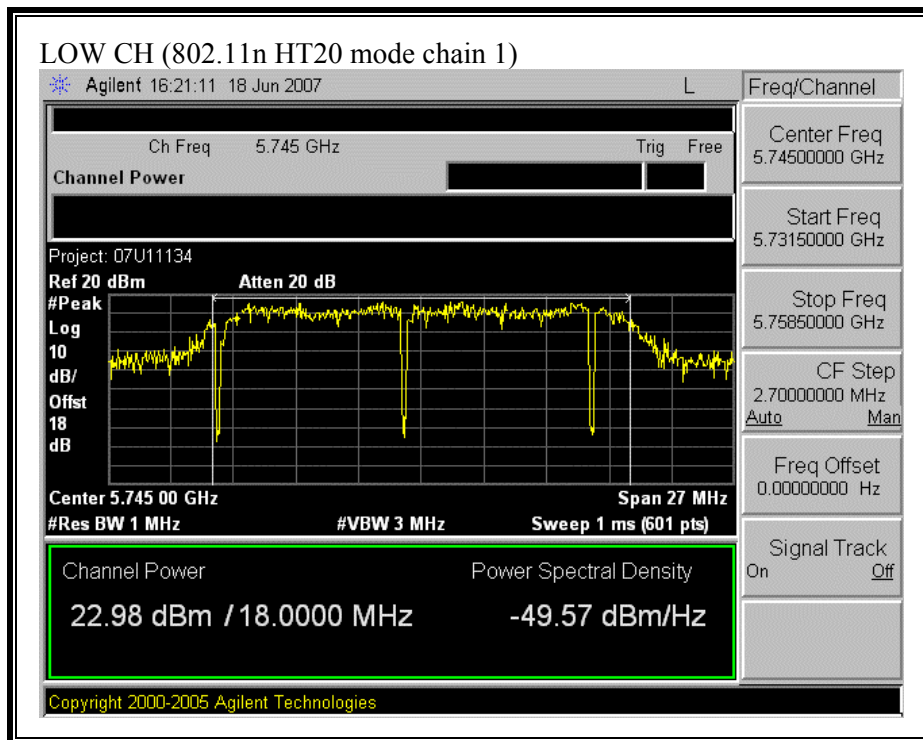 LOW CH (802.11n HT20 mode chain 1)
Agilent 16:21:11 18 Jun 2007 L
Freq/Channel
Ch Freq 5.745 GHz Trig Free
Channel Power
Center Freq
5.74500000 GHz
Start Freq
5.73150000 GHz
Stop Freq
5.75850000 GHz
CF Step
2.70000000 MHz
Auto Man
Freq Offset
0.00000000 Hz
Signal Track
On Off
Project: 07U11134
Ref 20 dBm Atten 20 dB
#Peak
Log
10
dB/
Offst
18
dB
Center 5.745 00 GHz Span 27 MHz
#Res BW 1 MHz #VBW 3 MHz Sweep 1 ms (601 pts)
Channel Power Power Spectral Density
22.98 dBm / 18.0000 MHz -49.57 dBm/Hz
Copyright 2000-2005 Agilent Technologies